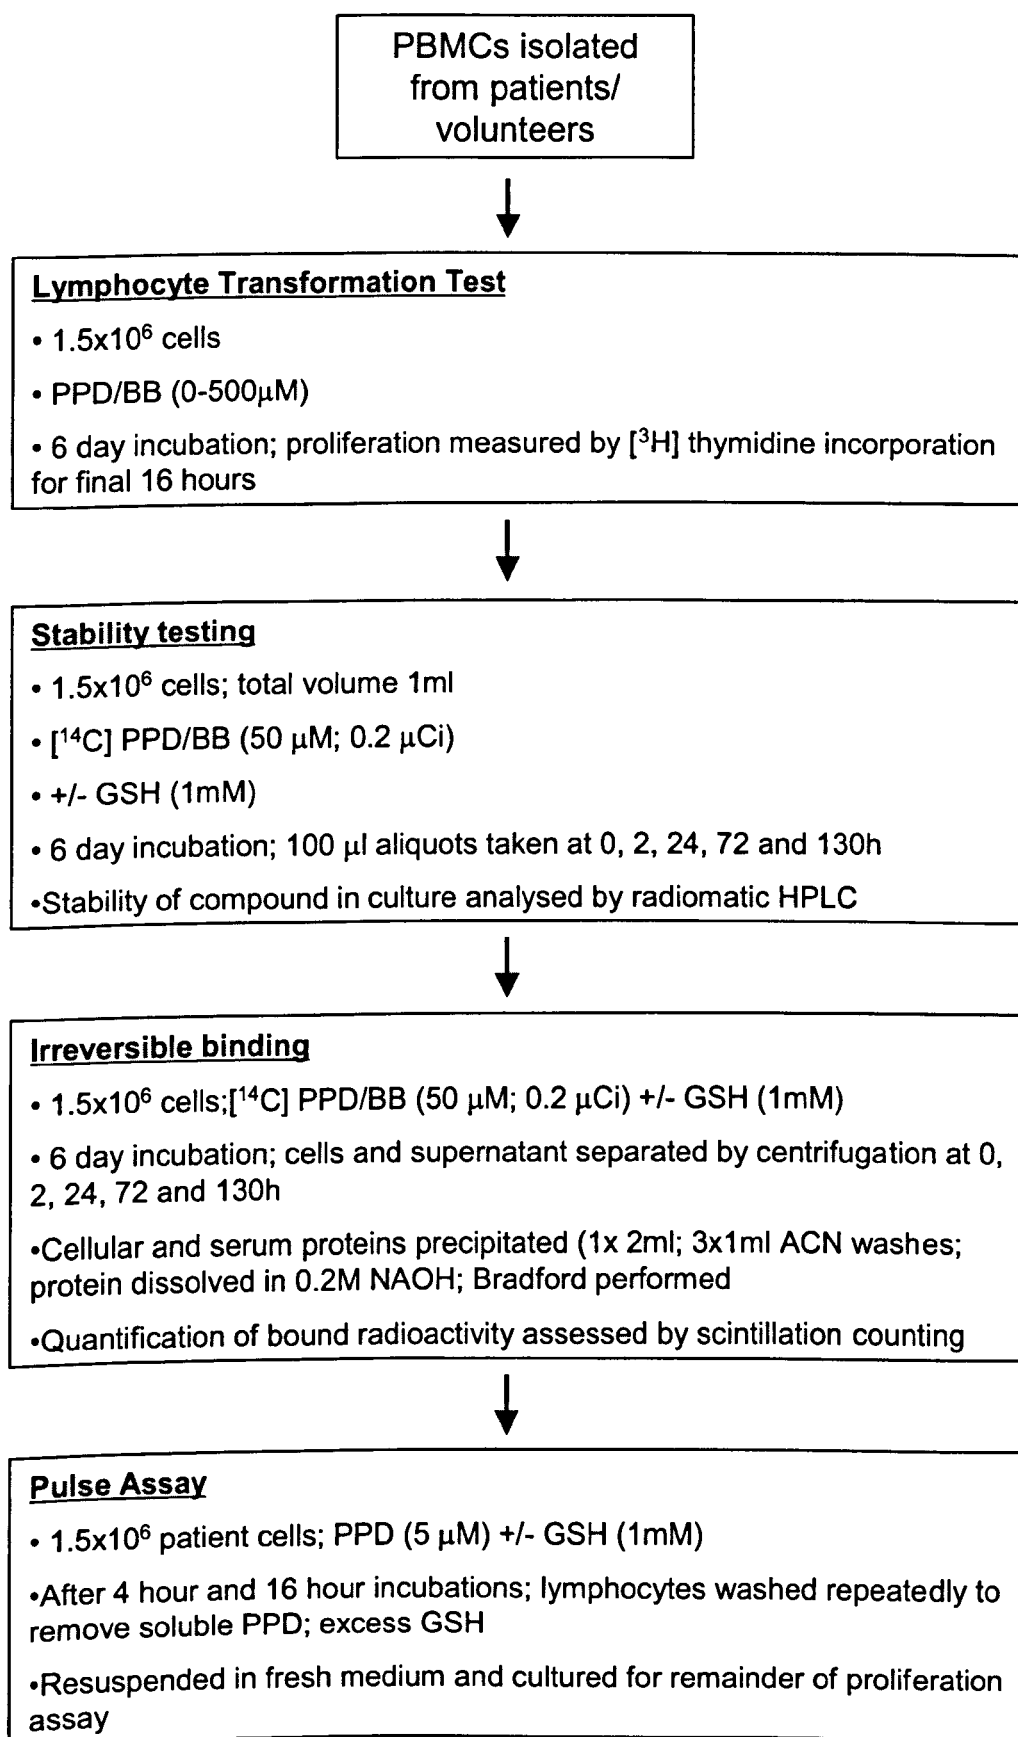 PBMCs isolated
from patients/
volunteers
Lymphocyte Transformation Test
• 1.5x10⁶ cells
• PPD/BB (0-500μM)
• 6 day incubation; proliferation measured by [³H] thymidine incorporation
for final 16 hours
Stability testing
• 1.5x10⁶ cells; total volume 1ml
• [¹⁴C] PPD/BB (50 μM; 0.2 μCi)
• +/- GSH (1mM)
• 6 day incubation; 100 μl aliquots taken at 0, 2, 24, 72 and 130h
•Stability of compound in culture analysed by radiomatic HPLC
Irreversible binding
• 1.5x10⁶ cells;[¹⁴C] PPD/BB (50 μM; 0.2 μCi) +/- GSH (1mM)
• 6 day incubation; cells and supernatant separated by centrifugation at 0,
2, 24, 72 and 130h
•Cellular and serum proteins precipitated (1x 2ml; 3x1ml ACN washes;
protein dissolved in 0.2M NAOH; Bradford performed
•Quantification of bound radioactivity assessed by scintillation counting
Pulse Assay
• 1.5x10⁶ patient cells; PPD (5 μM) +/- GSH (1mM)
•After 4 hour and 16 hour incubations; lymphocytes washed repeatedly to
remove soluble PPD; excess GSH
•Resuspended in fresh medium and cultured for remainder of proliferation
assay